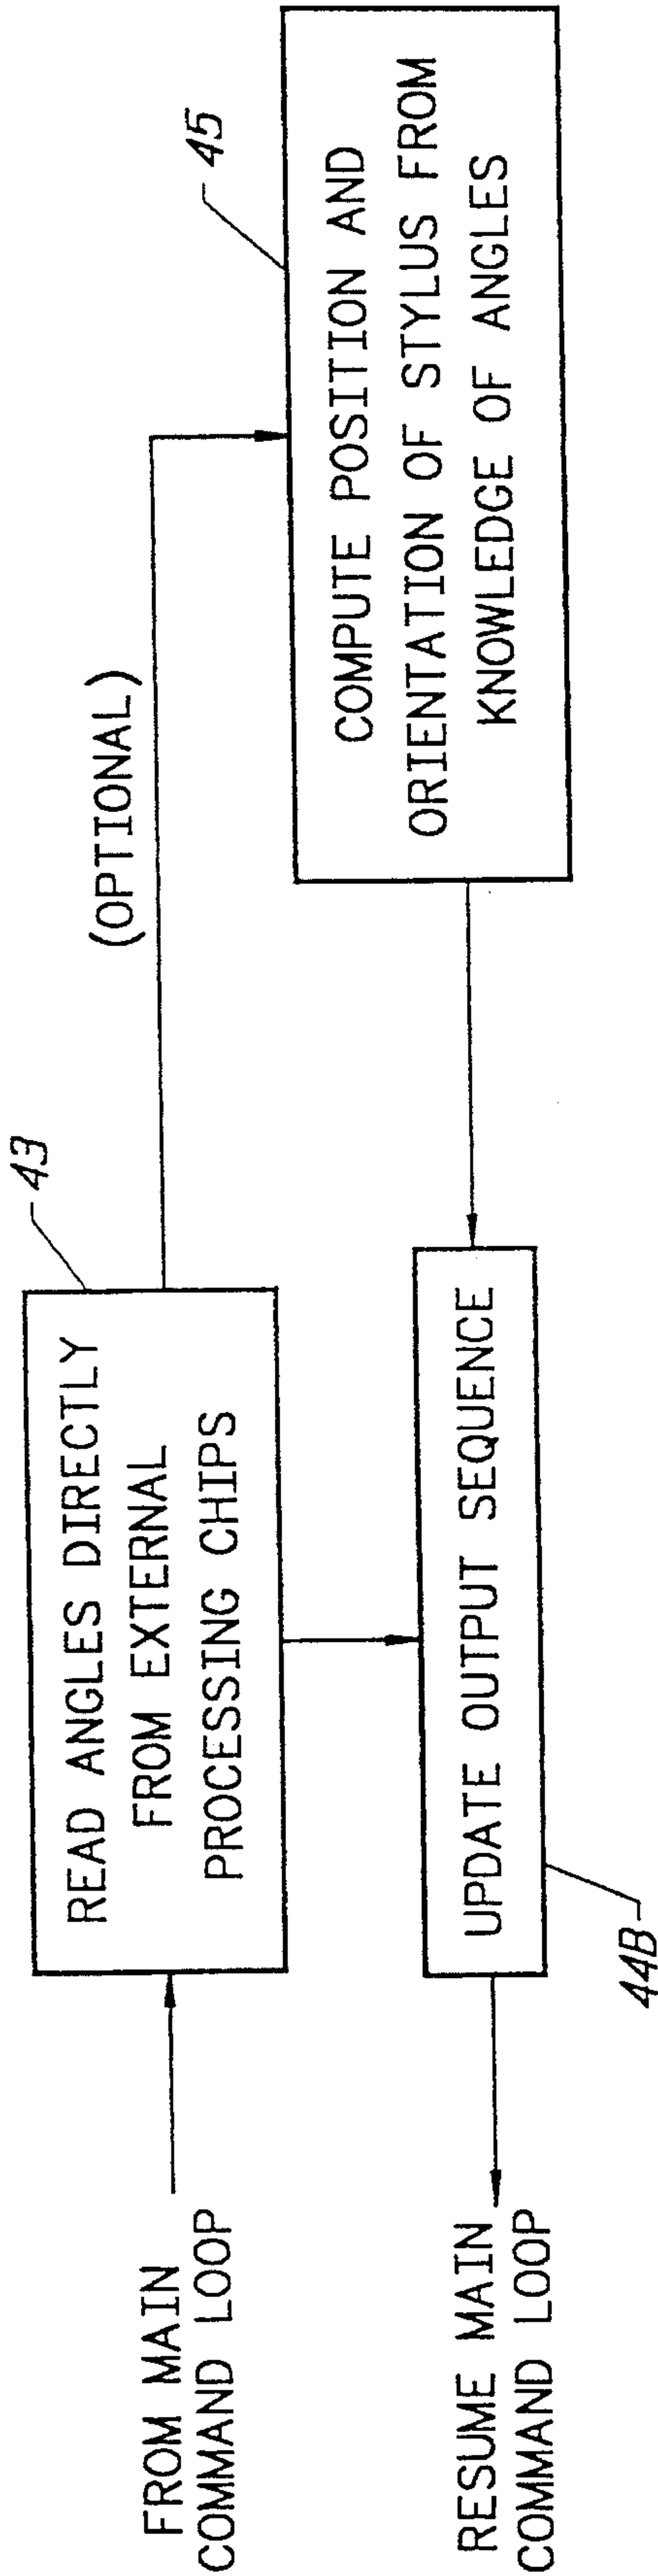 FROM MAIN
COMMAND LOOP
READ ANGLES DIRECTLY
FROM EXTERNAL
PROCESSING CHIPS
43
(OPTIONAL)
45
COMPUTE POSITION AND
ORIENTATION OF STYLUS FROM
KNOWLEDGE OF ANGLES
UPDATE OUTPUT SEQUENCE
44B
RESUME MAIN
COMMAND LOOP